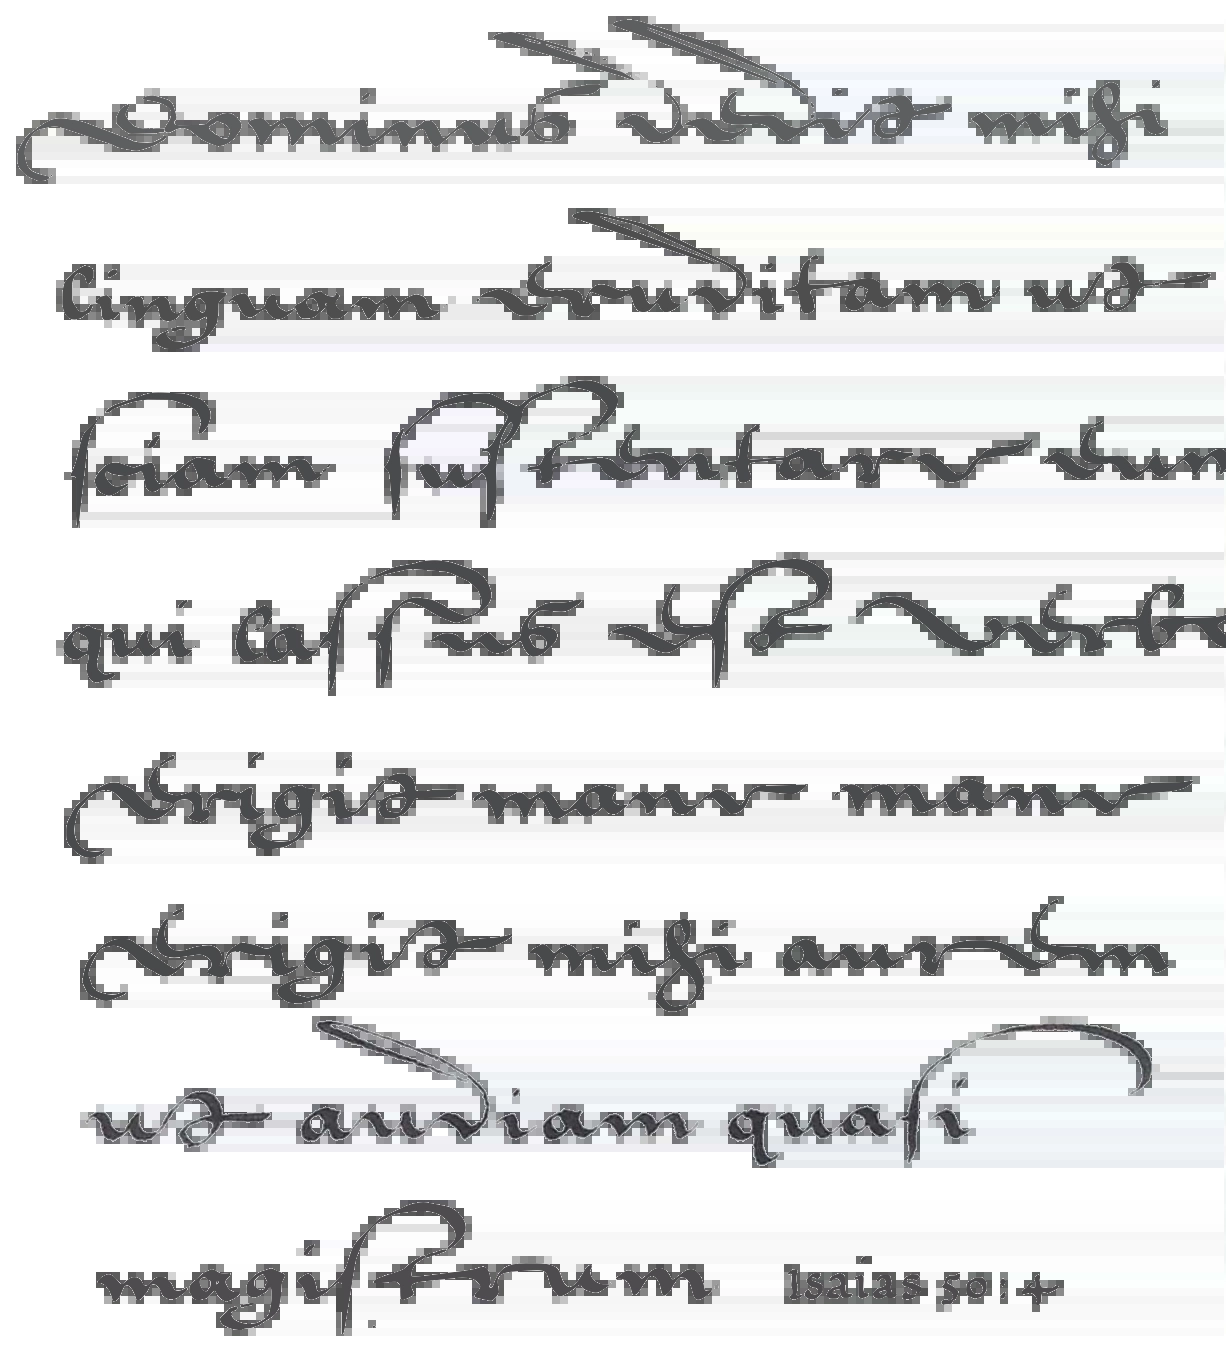 Dominus dedit mihi
linguam eruditam ut
sciam sustentare eum
qui lassus est verbo
erigit mane mane
erigit mihi aurem
ut audiam quasi
magistrum. Isaias 50:4